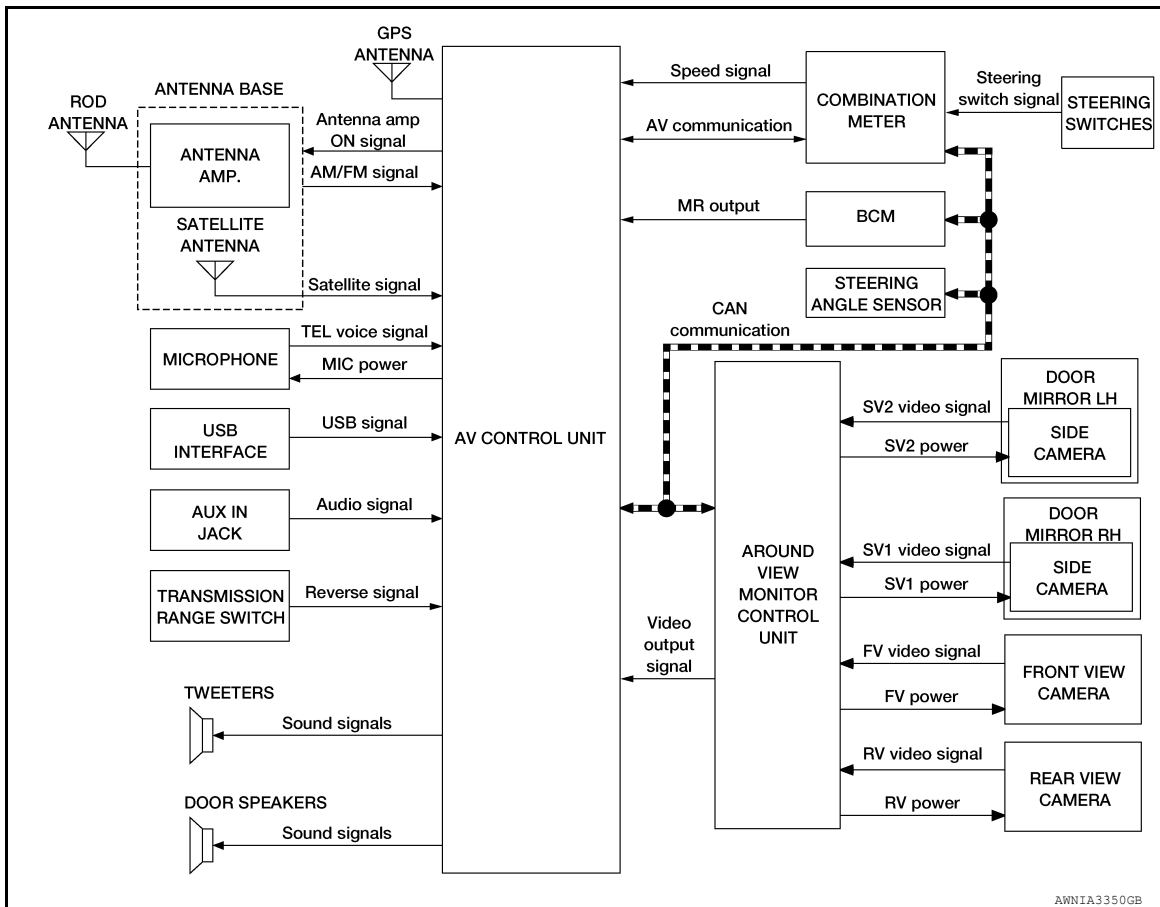 GPS
ANTENNA
ANTENNA BASE
ROD
ANTENNA
ANTENNA
AMP.
SATELLITE
ANTENNA
Antenna amp
ON signal
AM/FM signal
Satellite signal
MICROPHONE
TEL voice signal
MIC power
USB
INTERFACE
USB signal
AUX IN
JACK
Audio signal
TRANSMISSION
RANGE SWITCH
Reverse signal
TWEETERS
Sound signals
DOOR SPEAKERS
Sound signals
AV CONTROL UNIT
Speed signal
AV communication
MR output
COMBINATION
METER
Steering
switch signal
STEERING
SWITCHES
BCM
STEERING
ANGLE SENSOR
CAN
communication
AROUND
VIEW
MONITOR
CONTROL
UNIT
Video
output
signal
SV2 video signal
SV2 power
DOOR
MIRROR LH
SIDE
CAMERA
SV1 video signal
SV1 power
DOOR
MIRROR RH
SIDE
CAMERA
FV video signal
FV power
FRONT VIEW
CAMERA
RV video signal
RV power
REAR VIEW
CAMERA
AWNIA3350GB